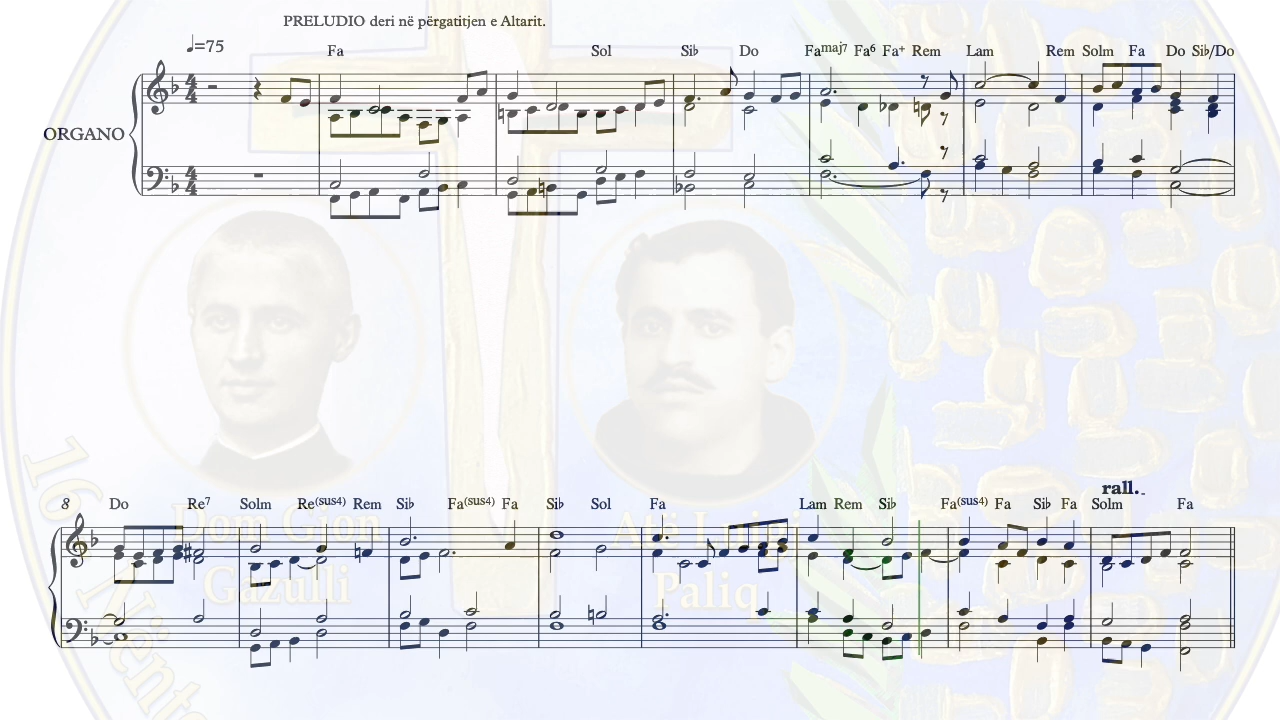 PRELUDIO deri në përgatitjen e Altarit.
♩=75
Fa Sol Sib Do Famaj7 Fa6 Fa+ Rem Lam Rem Solm Fa Do Sib/Do
ORGANO
rall.
8 Do Re7 Solm Re(sus4) Rem Sib Fa(sus4) Fa Sib Sol Fa Lam Rem Sib Fa(sus4) Fa Sib Fa Solm Fa
Dom Gjon
Gazulli
Atë Luigj
Paliq
16 Nënto